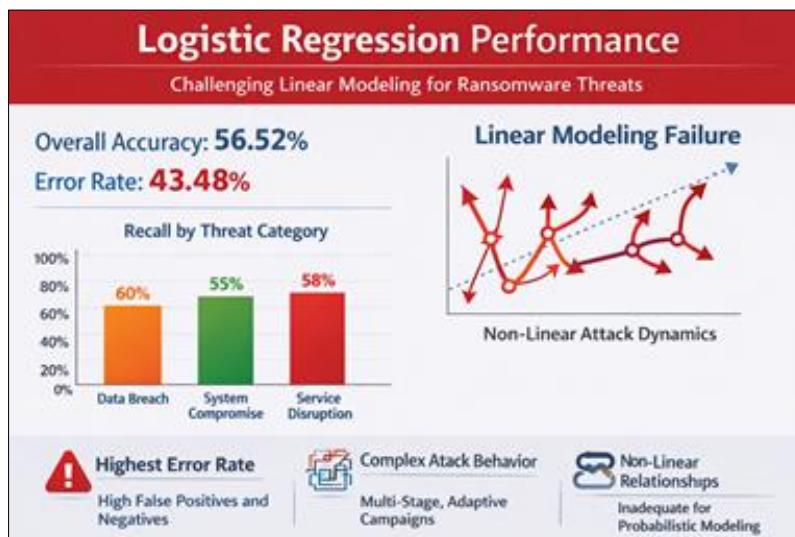 Logistic Regression Performance
Challenging Linear Modeling for Ransomware Threats
Overall Accuracy: 56.52%
Error Rate: 43.48%
Recall by Threat Category
100%
80%
60%
40%
20%
0%
60%
55%
58%
Data Breach
System
Compromise
Service
Disruption
Linear Modeling Failure
Non-Linear Attack Dynamics
Highest Error Rate
High False Positives and
Negatives
Complex Atack Behavior
Multi-Stage, Adaptive
Campaigns
Non-Linear
Relationships
Inadequate for
Probabilistic Modeling